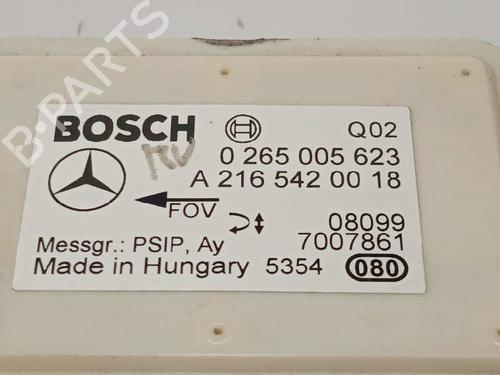 BOSCH Q02
0 265 005 623
A 216 542 00 18
FOV
08099
Messgr.: PSIP, Ay 7007861
Made in Hungary 5354 080
B-PARTS